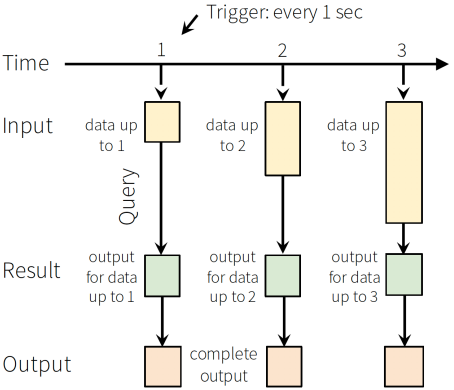 Trigger: every 1 sec
1 2 3
Time
Input
data up
to 1
data up
to 2
data up
to 3
Query
Result
output
for data
up to 1
output
for data
up to 2
output
for data
up to 3
Output
complete
output